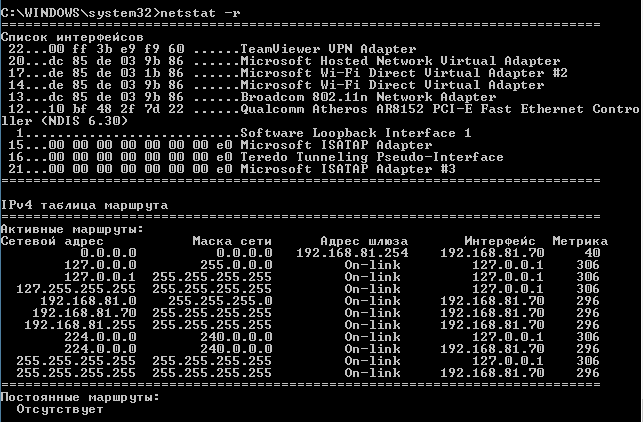 C:\WINDOWS\system32>netstat -r
===========================================================================
Список интерфейсов
22...00 ff 3b e9 f9 60 ......TeamViewer VPN Adapter
20...dc 85 de 03 9b 86 ......Microsoft Hosted Network Virtual Adapter
17...dc 85 de 03 1b 86 ......Microsoft Wi-Fi Direct Virtual Adapter #2
14...de 85 de 03 9b 86 ......Microsoft Wi-Fi Direct Virtual Adapter
13...dc 85 de 03 9b 86 ......Broadcom 802.11n Network Adapter
12...10 bf 48 2f 7d 22 ......Qualcomm Atheros AR8152 PCI-E Fast Ethernet Contro
ller (NDIS 6.30)
1...........................Software Loopback Interface 1
15...00 00 00 00 00 00 00 e0 Microsoft ISATAP Adapter
16...00 00 00 00 00 00 00 e0 Teredo Tunneling Pseudo-Interface
21...00 00 00 00 00 00 00 e0 Microsoft ISATAP Adapter #3
===========================================================================
IPv4 таблица маршрута
===========================================================================
Активные маршруты:
Сетевой адрес Маска сети Адрес шлюза Интерфейс Метрика
0.0.0.0 0.0.0.0 192.168.81.254 192.168.81.70 40
127.0.0.0 255.0.0.0 On-link 127.0.0.1 306
127.0.0.1 255.255.255.255 On-link 127.0.0.1 306
127.255.255.255 255.255.255.255 On-link 127.0.0.1 306
192.168.81.0 255.255.255.0 On-link 192.168.81.70 296
192.168.81.70 255.255.255.255 On-link 192.168.81.70 296
192.168.81.255 255.255.255.255 On-link 192.168.81.70 296
224.0.0.0 240.0.0.0 On-link 127.0.0.1 306
224.0.0.0 240.0.0.0 On-link 192.168.81.70 296
255.255.255.255 255.255.255.255 On-link 127.0.0.1 306
255.255.255.255 255.255.255.255 On-link 192.168.81.70 296
===========================================================================
Постоянные маршруты:
Отсутствует